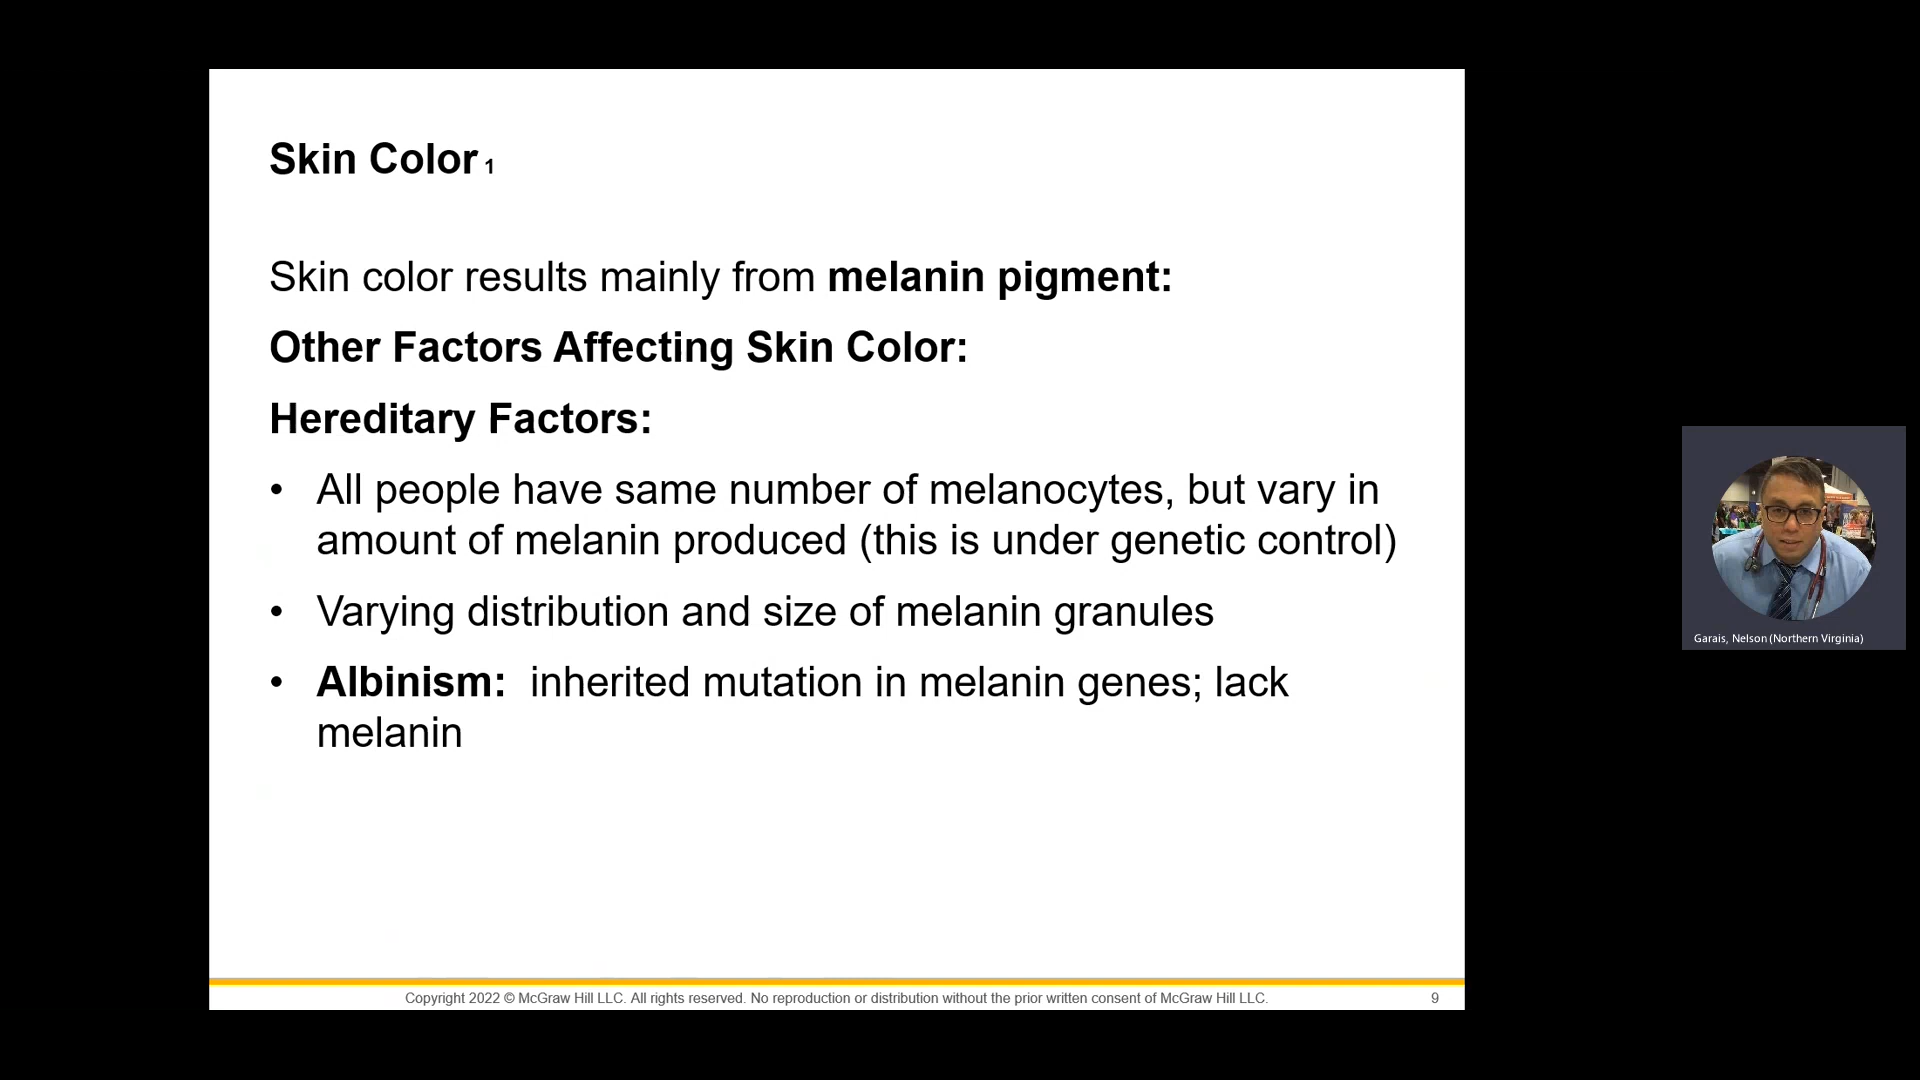 Skin Color 1
Skin color results mainly from melanin pigment:
Other Factors Affecting Skin Color:
Hereditary Factors:
• All people have same number of melanocytes, but vary in
amount of melanin produced (this is under genetic control)
• Varying distribution and size of melanin granules
• Albinism: inherited mutation in melanin genes; lack
melanin
Copyright 2022 © McGraw Hill LLC. All rights reserved. No reproduction or distribution without the prior written consent of McGraw Hill LLC.
9
Garais, Nelson (Northern Virginia)